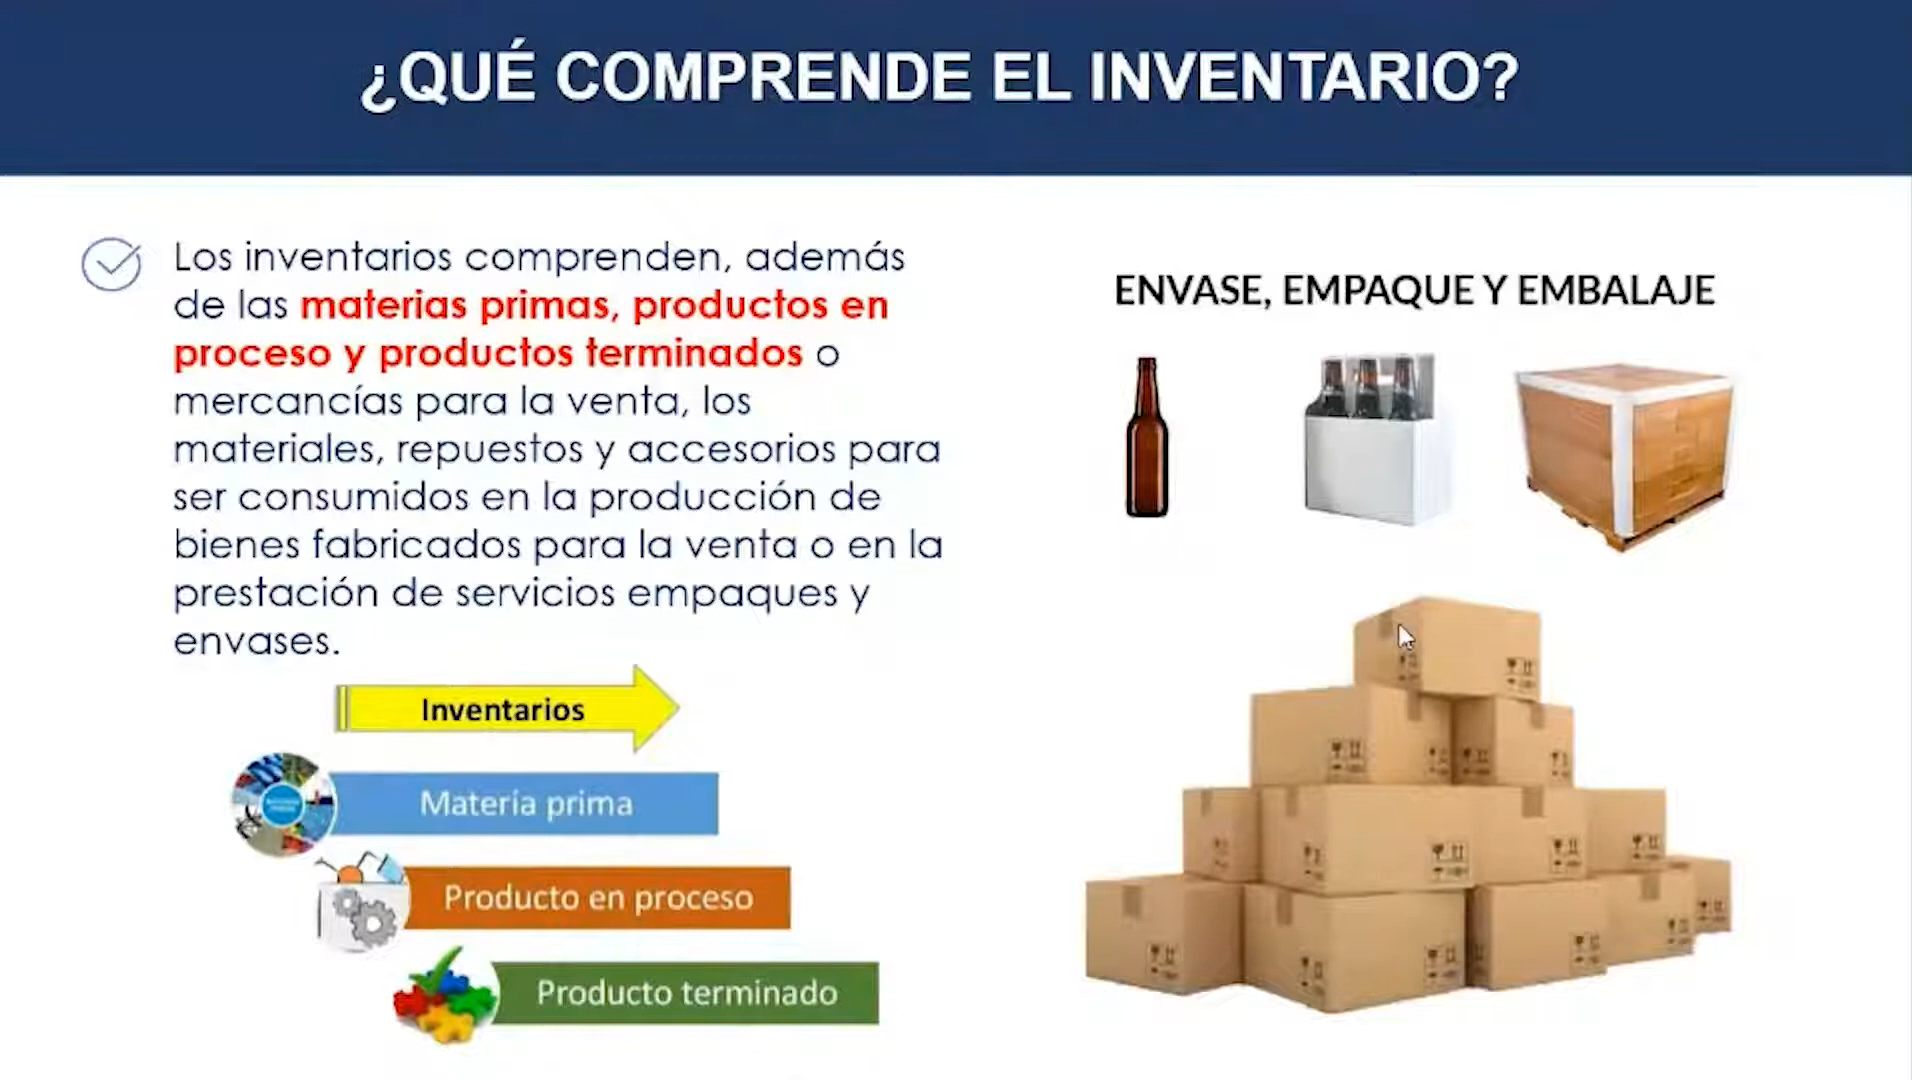 ¿QUÉ COMPRENDE EL INVENTARIO?
Los inventarios comprenden, además
de las materias primas, productos en
proceso y productos terminados o
mercancías para la venta, los
materiales, repuestos y accesorios para
ser consumidos en la producción de
bienes fabricados para la venta o en la
prestación de servicios empaques y
envases.
Inventarios
Materia prima
Producto en proceso
Producto terminado
ENVASE, EMPAQUE Y EMBALAJE